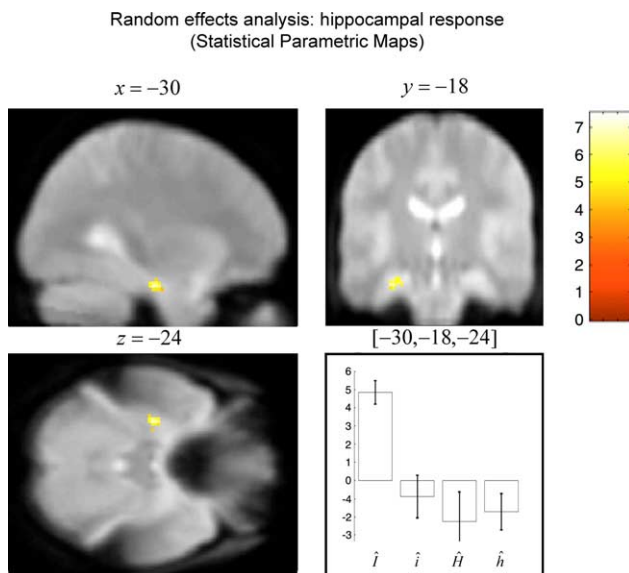 Random effects analysis: hippocampal response
(Statistical Parametric Maps)
x = −30
y = −18
7
6
5
4
3
2
1
0
z = −24
[−30,−18,−24]
6
5
4
3
2
1
0
-4
-2
-3
Î
î
Ĥ
ĥ